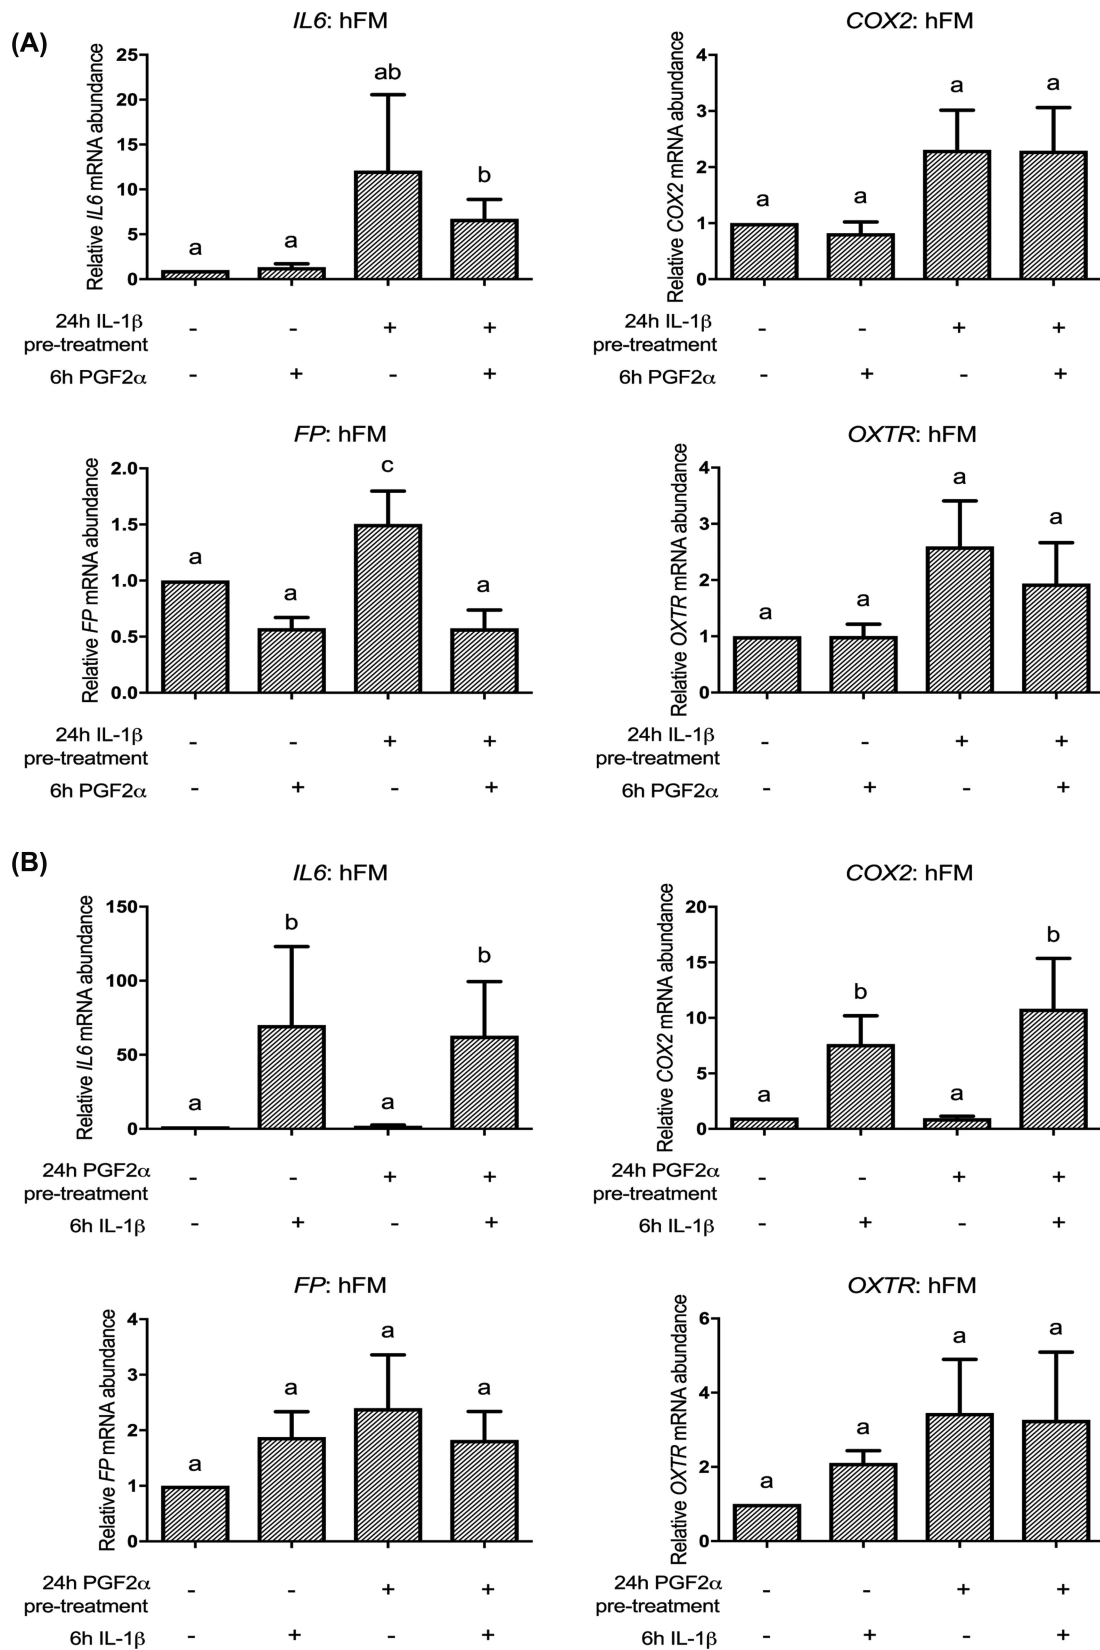 (A)
IL6: hFM
Relative IL6 mRNA abundance
25
20
15
10
5
0
a
a
ab
b
24h IL-1β
pre-treatment
- - + +
6h PGF2α
- + - +
COX2: hFM
Relative COX2 mRNA abundance
4
3
2
1
0
a
a
a
a
24h IL-1β
pre-treatment
- - + +
6h PGF2α
- + - +
FP: hFM
Relative FP mRNA abundance
2.0
1.5
1.0
0.5
0.0
a
a
c
a
24h IL-1β
pre-treatment
- - + +
6h PGF2α
- + - +
OXTR: hFM
Relative OXTR mRNA abundance
4
3
2
1
0
a
a
a
a
24h IL-1β
pre-treatment
- - + +
6h PGF2α
- + - +
(B)
IL6: hFM
Relative IL6 mRNA abundance
150
100
50
0
a
b
a
b
24h PGF2α
pre-treatment
- - + +
6h IL-1β
- + - +
COX2: hFM
Relative COX2 mRNA abundance
20
15
10
5
0
a
b
a
b
24h PGF2α
pre-treatment
- - + +
6h IL-1β
- + - +
FP: hFM
Relative FP mRNA abundance
4
3
2
1
0
a
a
a
a
24h PGF2α
pre-treatment
- - + +
6h IL-1β
- + - +
OXTR: hFM
Relative OXTR mRNA abundance
6
4
2
0
a
a
a
a
24h PGF2α
pre-treatment
- - + +
6h IL-1β
- + - +